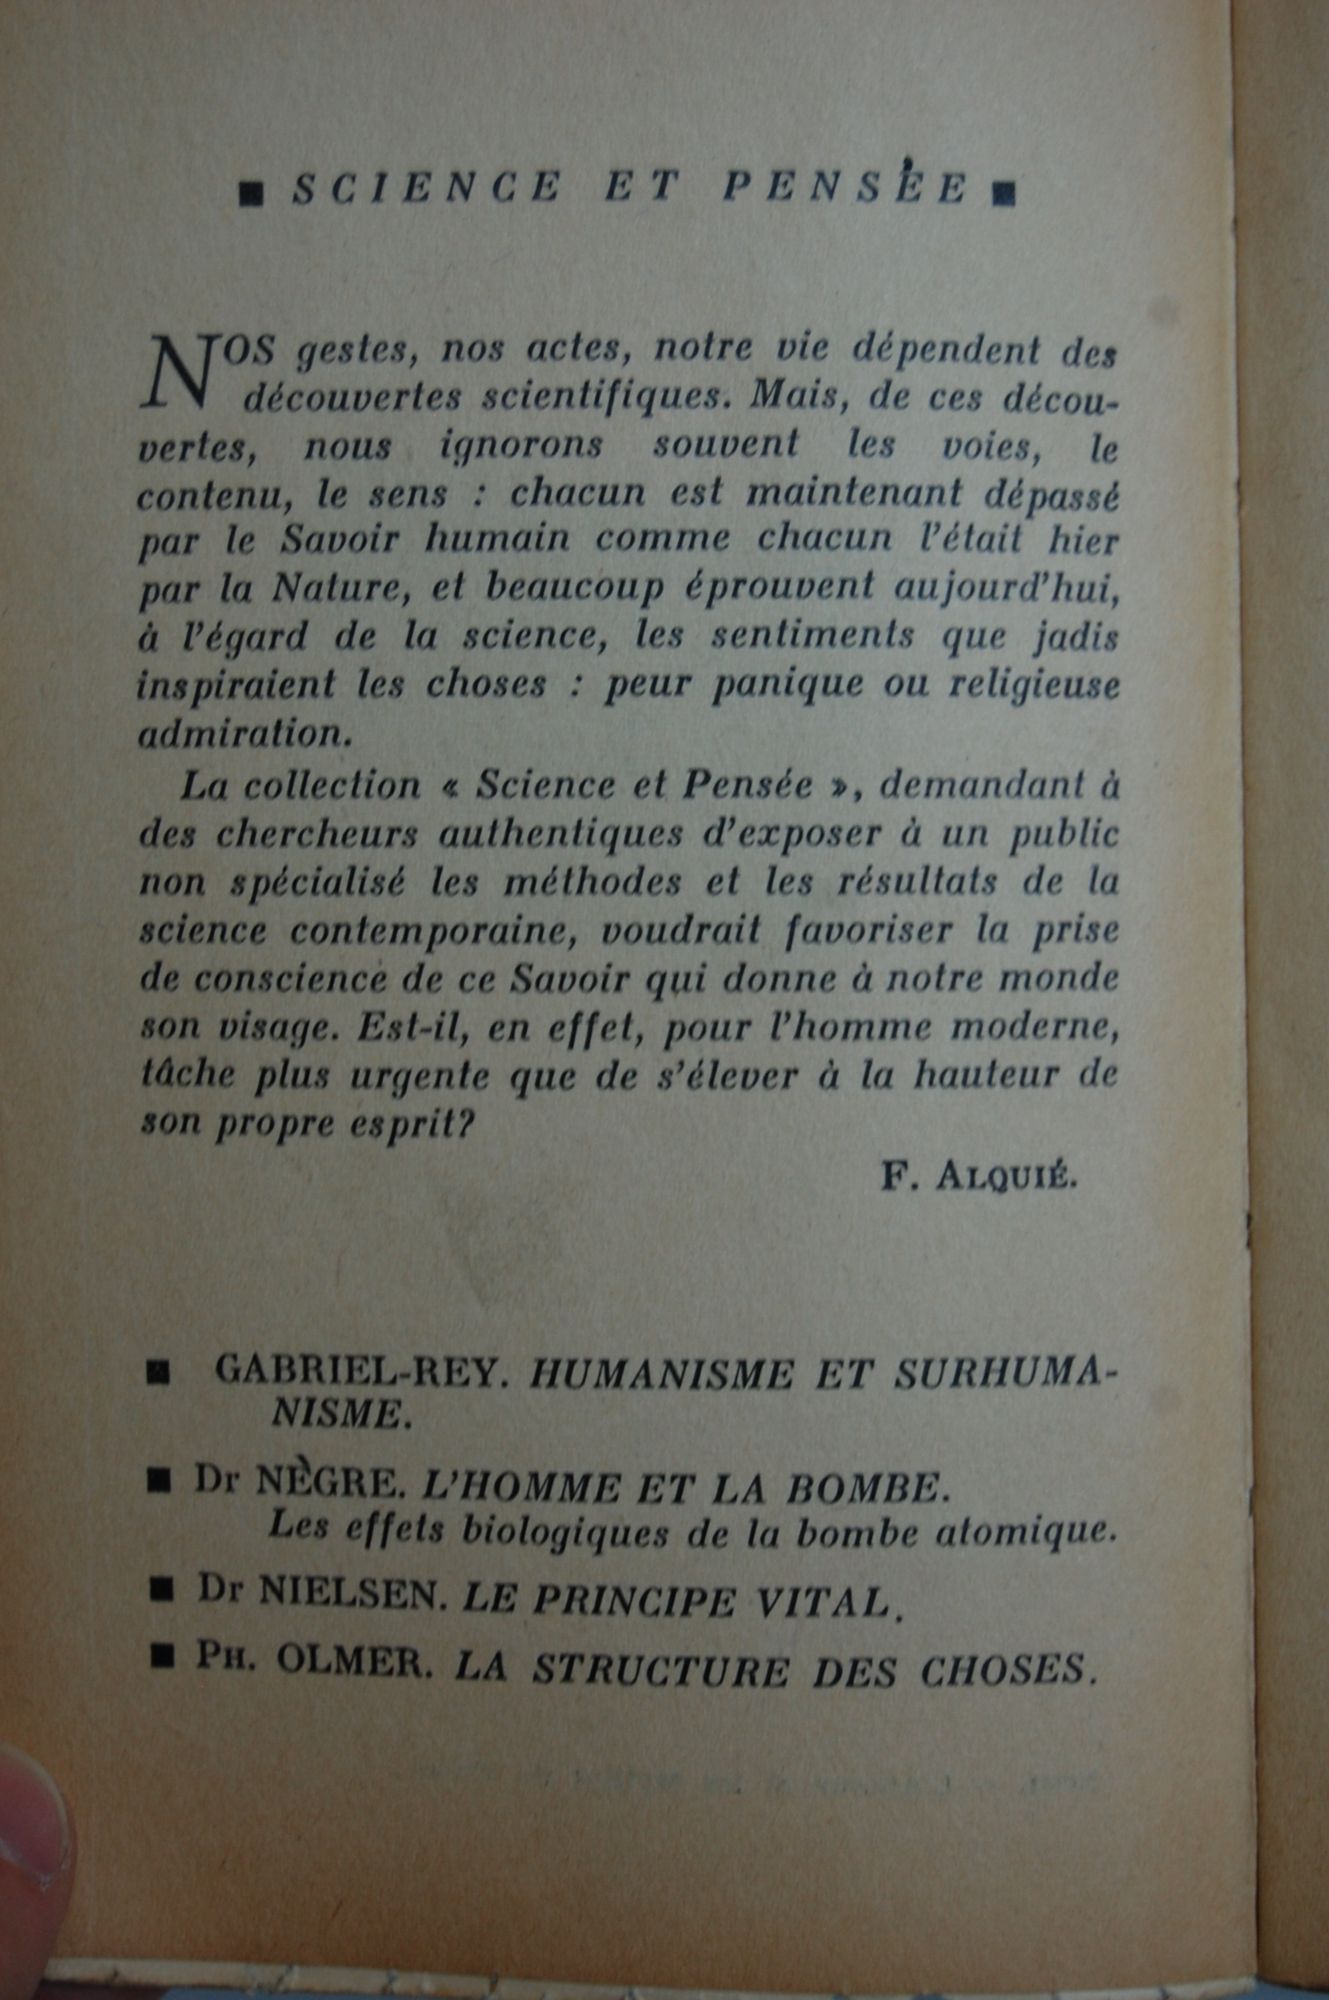 ■ SCIENCE ET PENSÉE ■
NOS gestes, nos actes, notre vie dépendent des
découvertes scientifiques. Mais, de ces décou-
vertes, nous ignorons souvent les voies, le
contenu, le sens : chacun est maintenant dépassé
par le Savoir humain comme chacun l'était hier
par la Nature, et beaucoup éprouvent aujourd'hui,
à l'égard de la science, les sentiments que jadis
inspiraient les choses : peur panique ou religieuse
admiration.
La collection « Science et Pensée », demandant à
des chercheurs authentiques d'exposer à un public
non spécialisé les méthodes et les résultats de la
science contemporaine, voudrait favoriser la prise
de conscience de ce Savoir qui donne à notre monde
son visage. Est-il, en effet, pour l'homme moderne,
tâche plus urgente que de s'élever à la hauteur de
son propre esprit?
F. ALQUIÉ.
■ GABRIEL-REY. HUMANISME ET SURHUMA-
NISME.
■ Dr NÈGRE. L'HOMME ET LA BOMBE.
Les effets biologiques de la bombe atomique.
■ Dr NIELSEN. LE PRINCIPE VITAL.
■ PH. OLMER. LA STRUCTURE DES CHOSES.